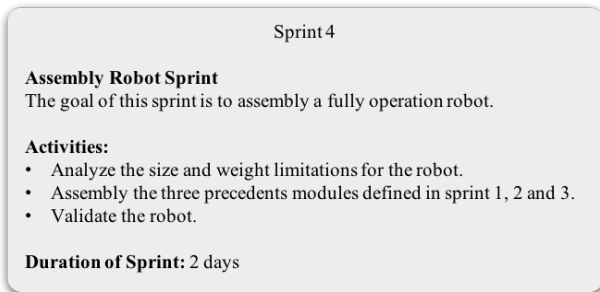 Sprint 4
Assembly Robot Sprint
The goal of this sprint is to assembly a fully operation robot.
Activities:
• Analyze the size and weight limitations for the robot.
• Assembly the three precedents modules defined in sprint 1, 2 and 3.
• Validate the robot.
Duration of Sprint: 2 days